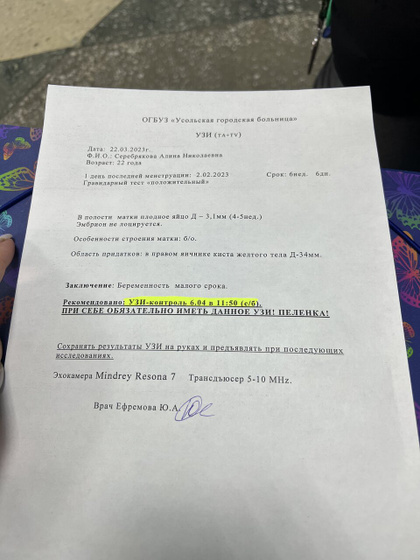 ОГБУЗ «Усольская городская больница»
УЗИ (TA+TV)
Дата: 22.03.2023г.
Ф.И.О.: Серебрякова Алина Николаевна
Возраст: 22 года
1 день последней менструации: 2.02.2023 Срок: 6нед. 6дн.
Гравидарный тест «положительный»
В полости матки плодное яйцо Д – 3,1мм (4-5нед.)
Эмбрион не лоцируется.
Особенности строения матки: б/о.
Область придатков: в правом яичнике киста желтого тела Д-34мм.
Заключение: Беременность малого срока.
Рекомендовано: УЗИ-контроль 6.04 в 11:50 (с/б).
ПРИ СЕБЕ ОБЯЗАТЕЛЬНО ИМЕТЬ ДАННОЕ УЗИ! ПЕЛЕНКА!
Сохранять результаты УЗИ на руках и предъявлять при последующих
исследованиях.
Эхокамера Mindrey Resona 7 Трансдъюсер 5-10 MHz.
Врач Ефремова Ю.А.